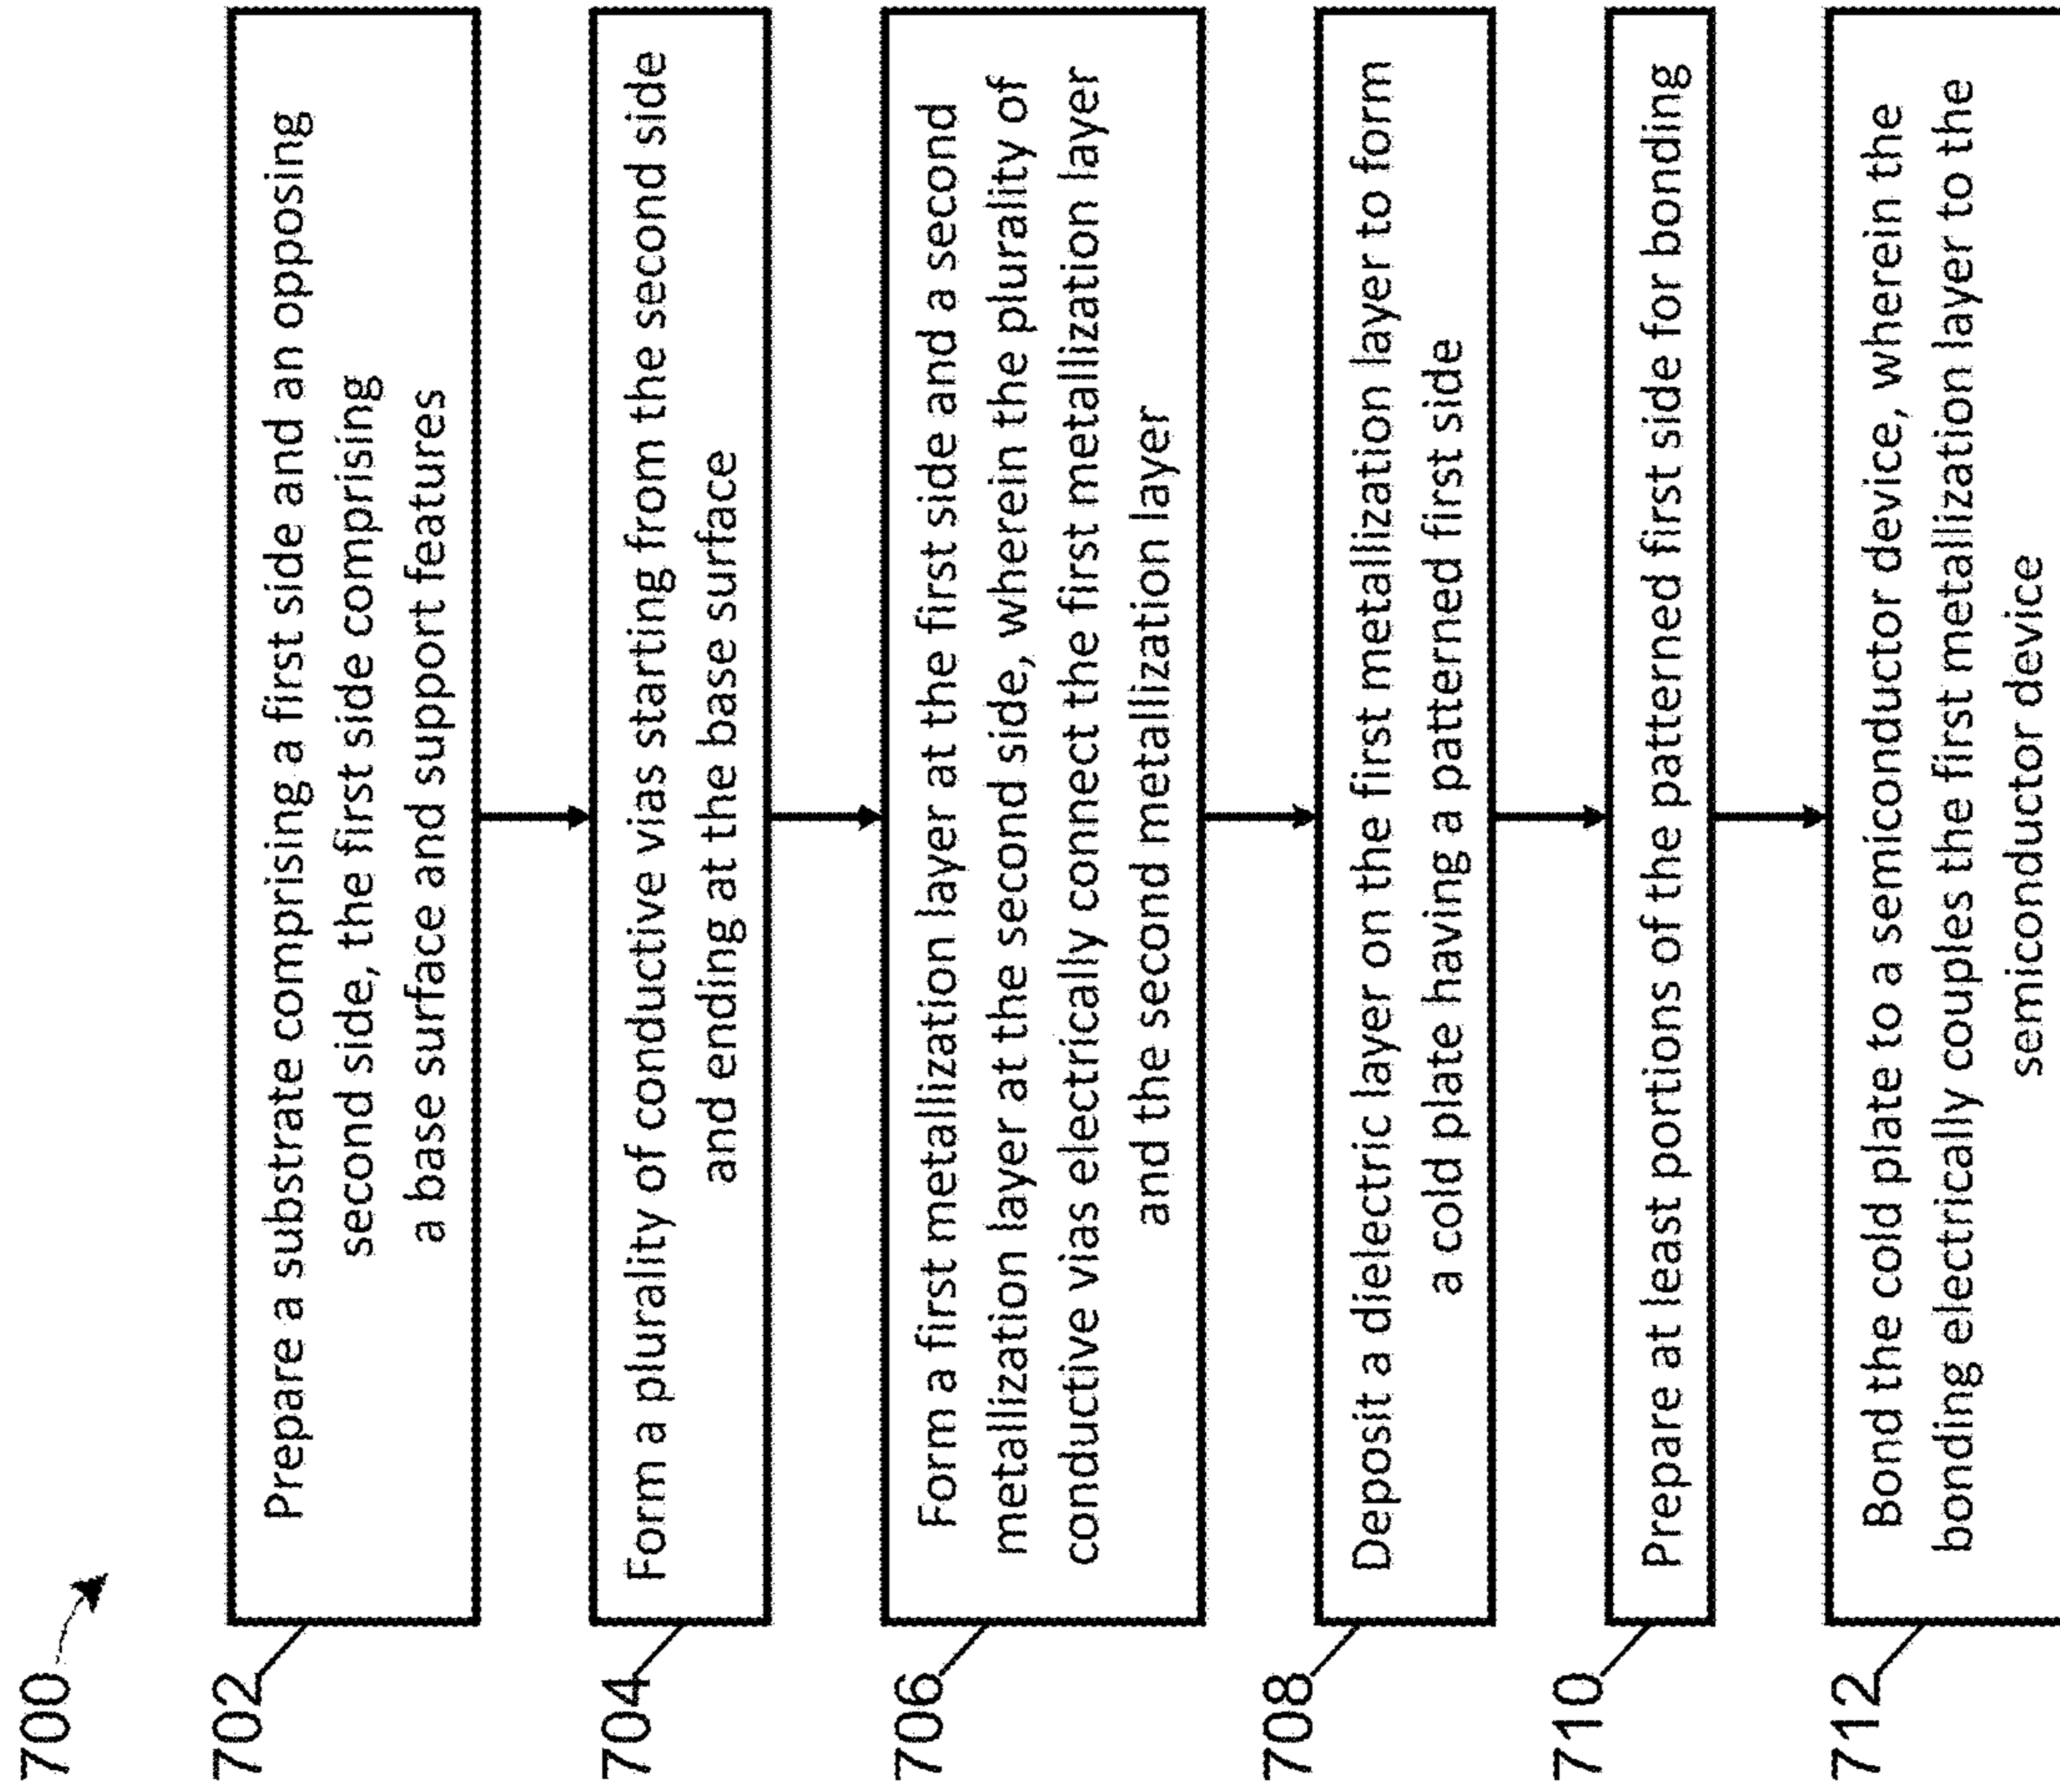 700
702
Prepare a substrate comprising a first side and an opposing
second side, the first side comprising
a base surface and support features
704
Form a plurality of conductive vias starting from the second side
and ending at the base surface
706
Form a first metallization layer at the first side and a second
metallization layer at the second side, wherein the plurality of
conductive vias electrically connect the first metallization layer
and the second metallization layer
708
Deposit a dielectric layer on the first metallization layer to form
a cold plate having a patterned first side
710
Prepare at least portions of the patterned first side for bonding
712
Bond the cold plate to a semiconductor device, wherein the
bonding electrically couples the first metallization layer to the
semiconductor device